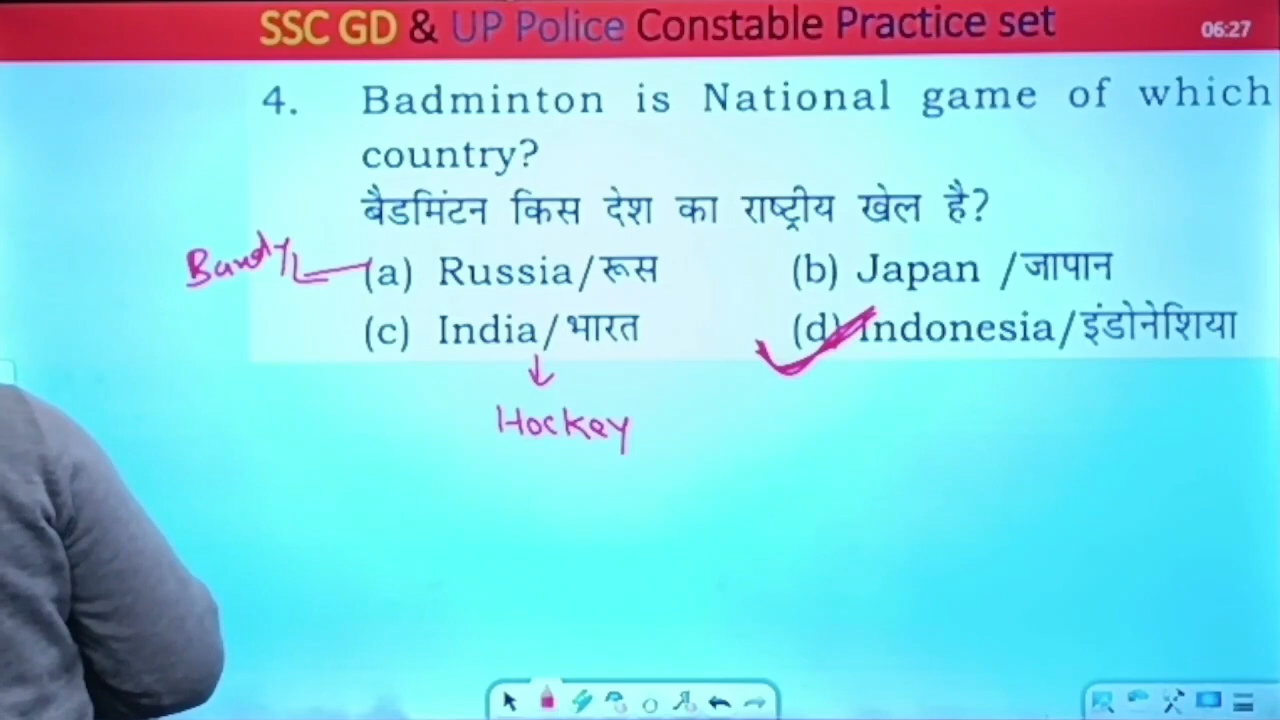 SSC GD & UP Police Constable Practice set
06:27
4. Badminton is National game of which
country?
बैडमिंटन किस देश का राष्ट्रीय खेल है?
Bandy
(a) Russia/रूस (b) Japan /जापान
(c) India/भारत (d) Indonesia/इंडोनेशिया
Hockey